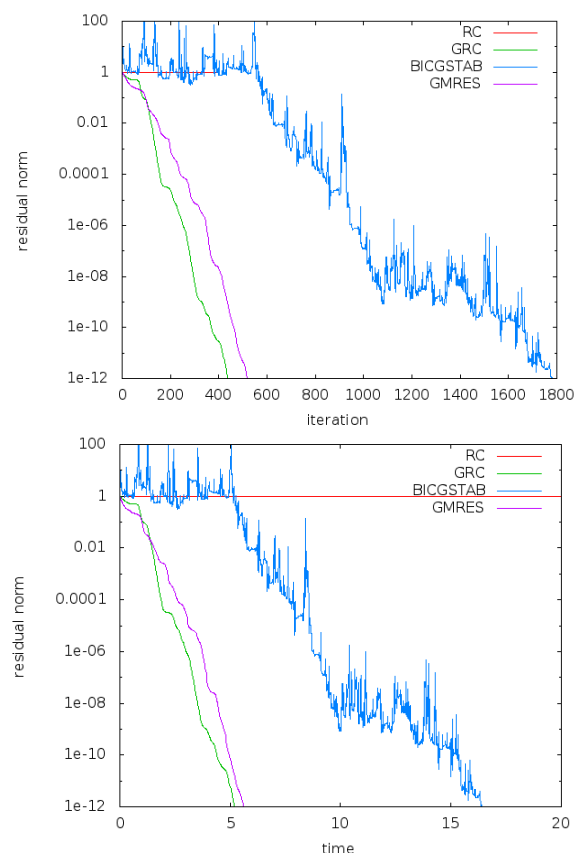 100
1
0.01
0.0001
1e-06
1e-08
1e-10
1e-12
residual norm
RC
GRC
BICGSTAB
GMRES
0 200 400 600 800 1000 1200 1400 1600 1800
iteration
100
1
0.01
0.0001
1e-06
1e-08
1e-10
1e-12
residual norm
RC
GRC
BICGSTAB
GMRES
0 5 10 15 20
time